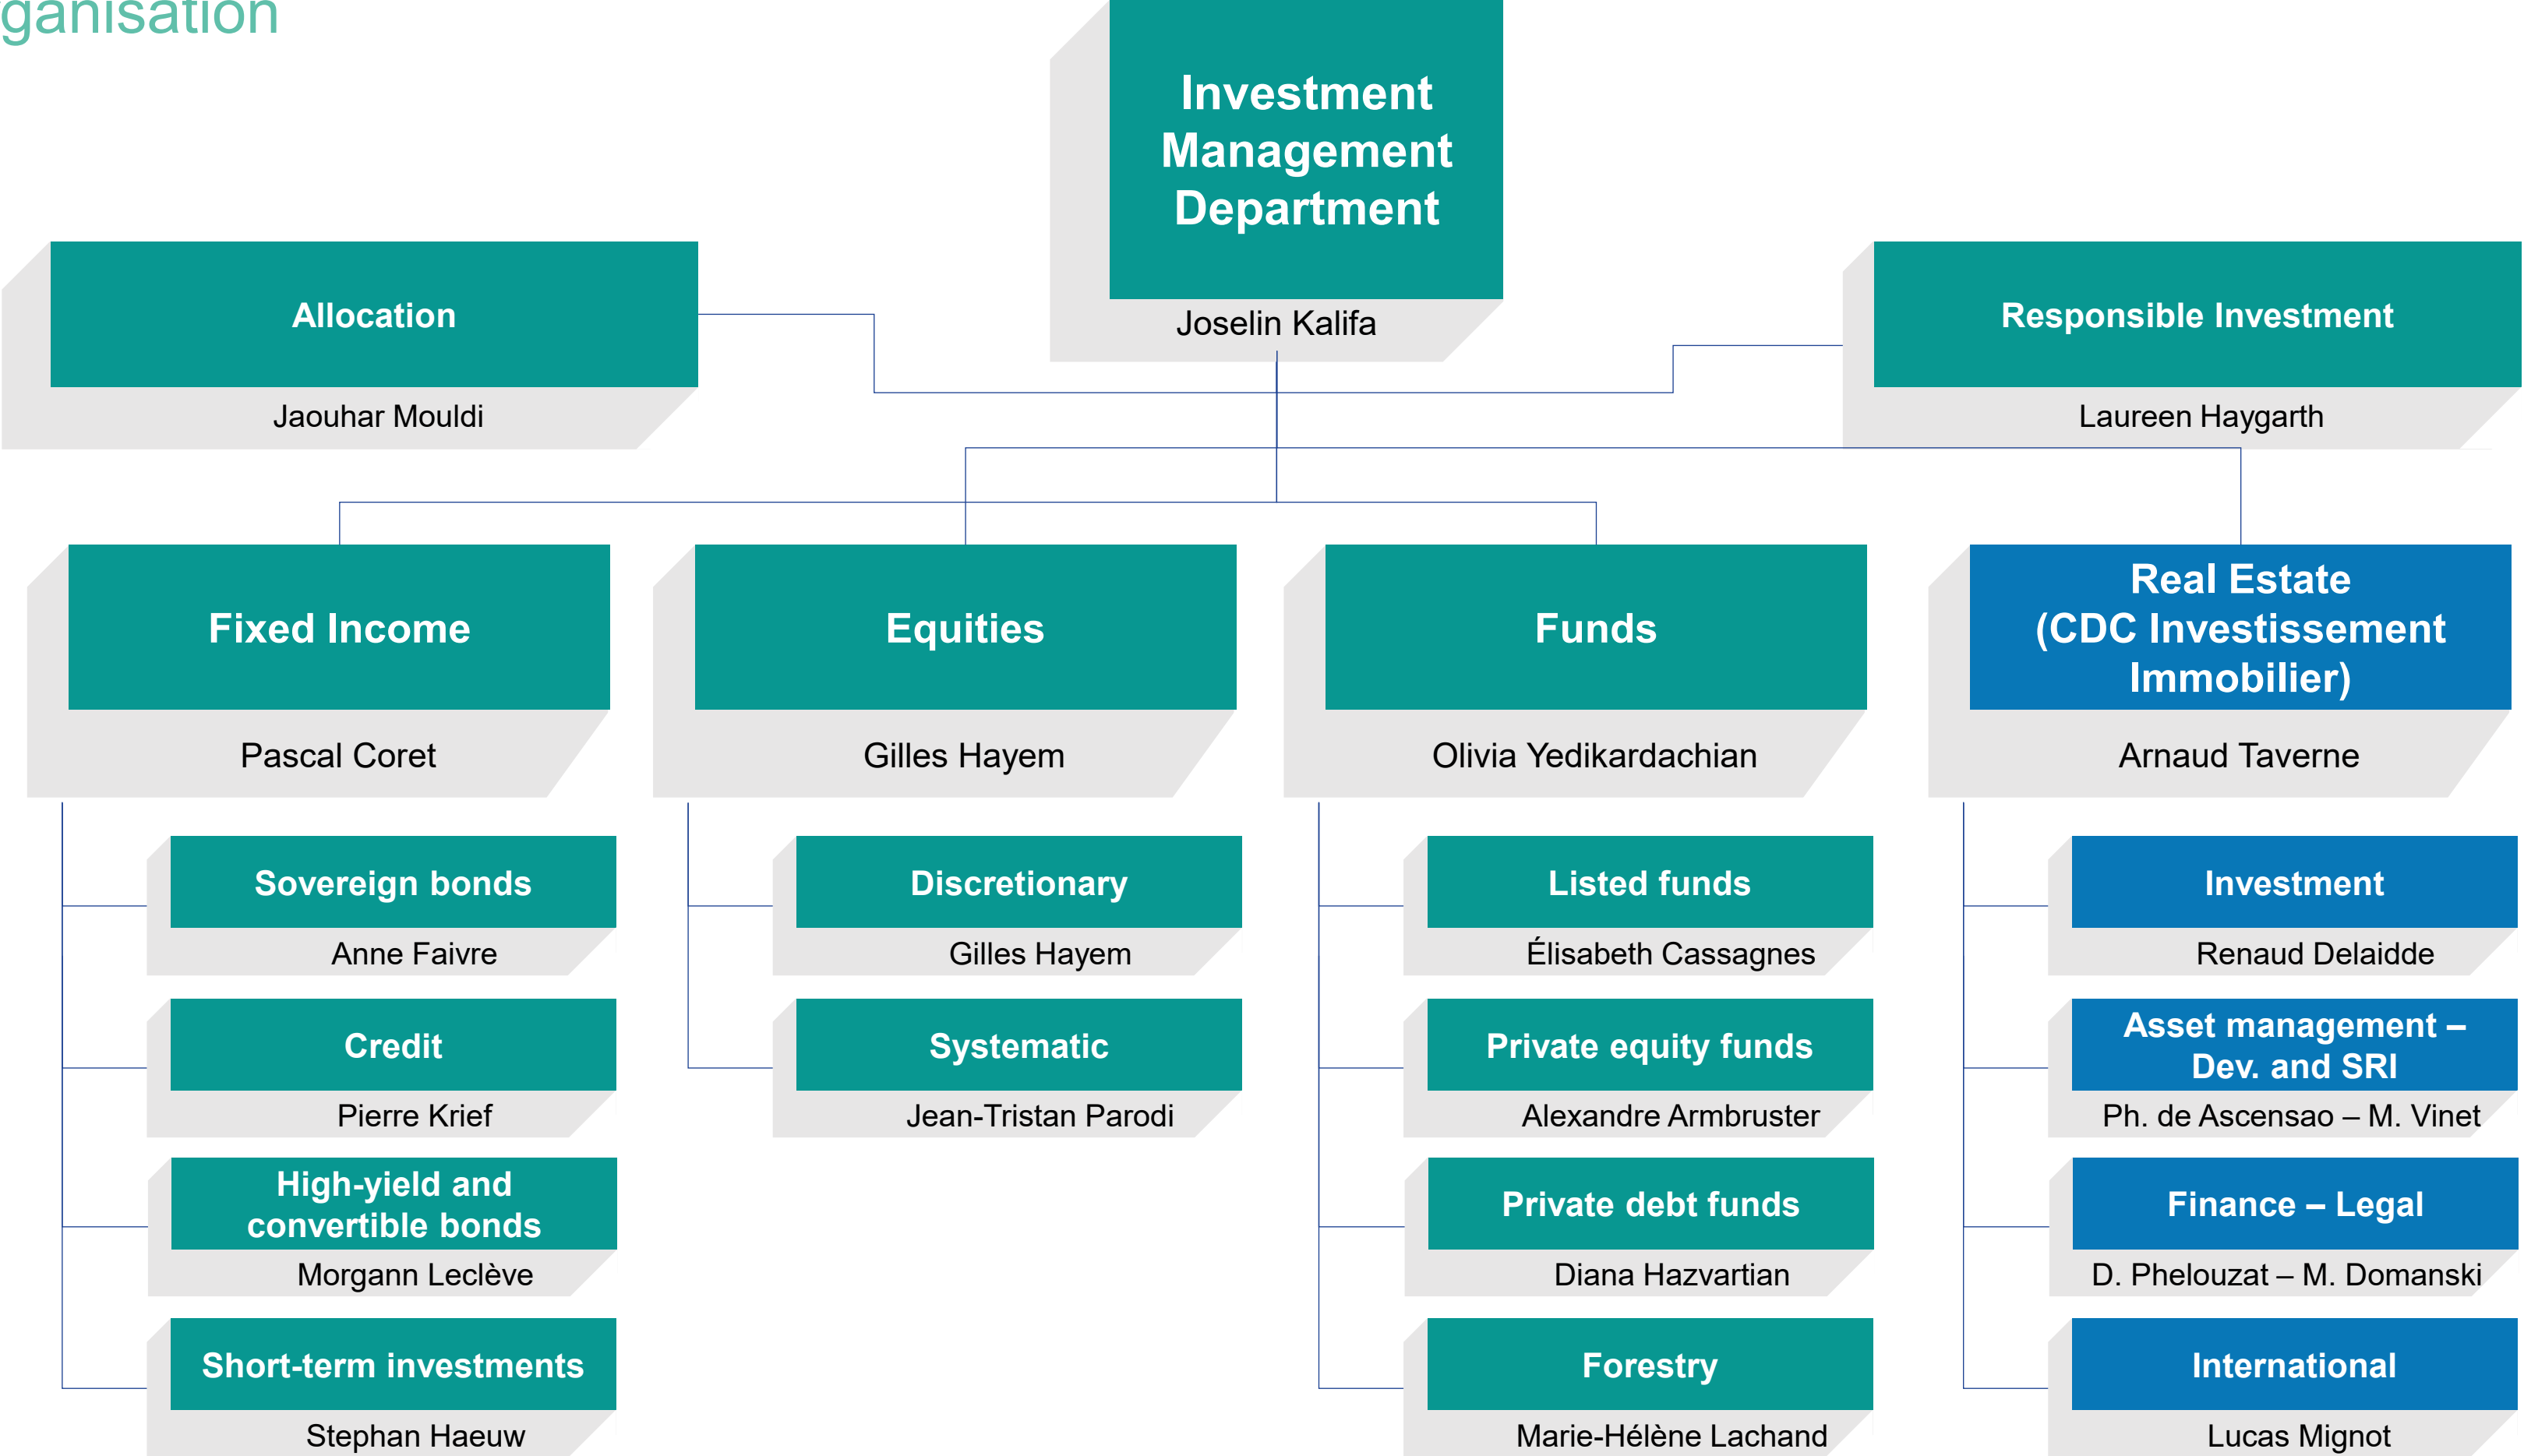 ganisation
Investment
Management
Department
Joselin Kalifa
Allocation
Jaouhar Mouldi
Responsible Investment
Laureen Haygarth
Fixed Income
Pascal Coret
Equities
Gilles Hayem
Funds
Olivia Yedikardachian
Real Estate
(CDC Investissement
Immobilier)
Arnaud Taverne
Sovereign bonds
Anne Faivre
Credit
Pierre Krief
High-yield and
convertible bonds
Morgann Leclève
Short-term investments
Stephan Haeuw
Discretionary
Gilles Hayem
Systematic
Jean-Tristan Parodi
Listed funds
Élisabeth Cassagnes
Private equity funds
Alexandre Armbruster
Private debt funds
Diana Hazvartian
Forestry
Marie-Hélène Lachand
Investment
Renaud Delaidde
Asset management –
Dev. and SRI
Ph. de Ascensao – M. Vinet
Finance – Legal
D. Phelouzat – M. Domanski
International
Lucas Mignot